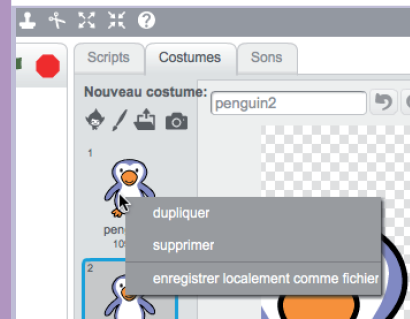 Scripts
Costumes
Sons
Nouveau costume:
penguin2
1
dupliquer
supprimer
enregistrer localement comme fichier
2